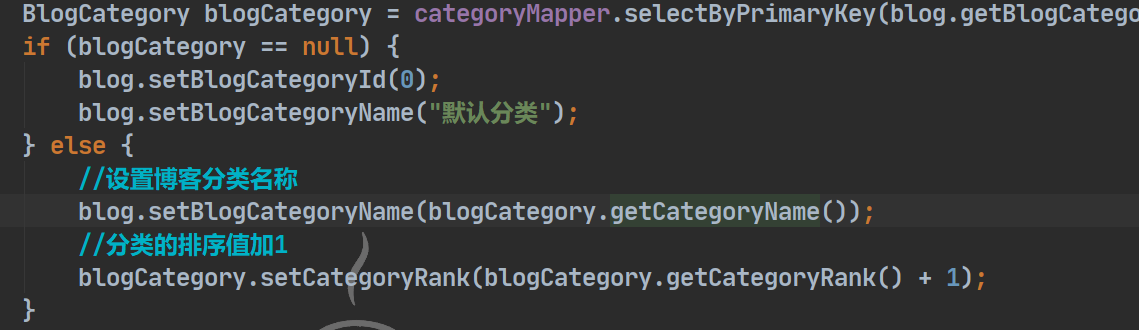 BlogCategory blogCategory = categoryMapper.selectByPrimaryKey(blog.getBlogCatego
if (blogCategory == null) {
    blog.setBlogCategoryId(0);
    blog.setBlogCategoryName("默认分类");
} else {
    //设置博客分类名称
    blog.setBlogCategoryName(blogCategory.getCategoryName());
    //分类的排序值加1
    blogCategory.setCategoryRank(blogCategory.getCategoryRank() + 1);
}